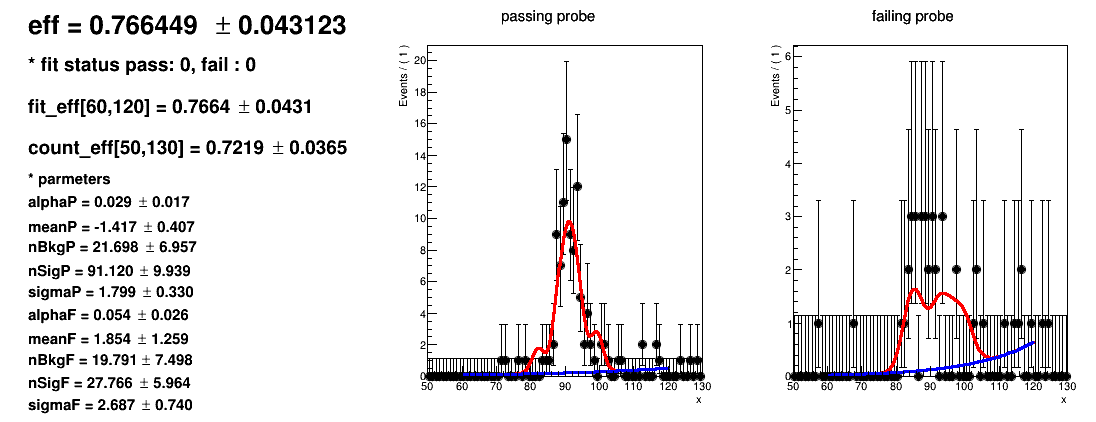 eff = 0.766449 ± 0.043123
* fit status pass: 0, fail : 0
fit_eff[60,120] = 0.7664 ± 0.0431
count_eff[50,130] = 0.7219 ± 0.0365
* parmeters
alphaP = 0.029 ± 0.017
meanP = -1.417 ± 0.407
nBkgP = 21.698 ± 6.957
nSigP = 91.120 ± 9.939
sigmaP = 1.799 ± 0.330
alphaF = 0.054 ± 0.026
meanF = 1.854 ± 1.259
nBkgF = 19.791 ± 7.498
nSigF = 27.766 ± 5.964
sigmaF = 2.687 ± 0.740
passing probe
Events / ( 1 )
20
18
16
14
12
10
8
6
4
2
0
50 60 70 80 90 100 110 120 130
x
failing probe
Events / ( 1 )
6
5
4
3
2
1
0
50 60 70 80 90 100 110 120 130
x